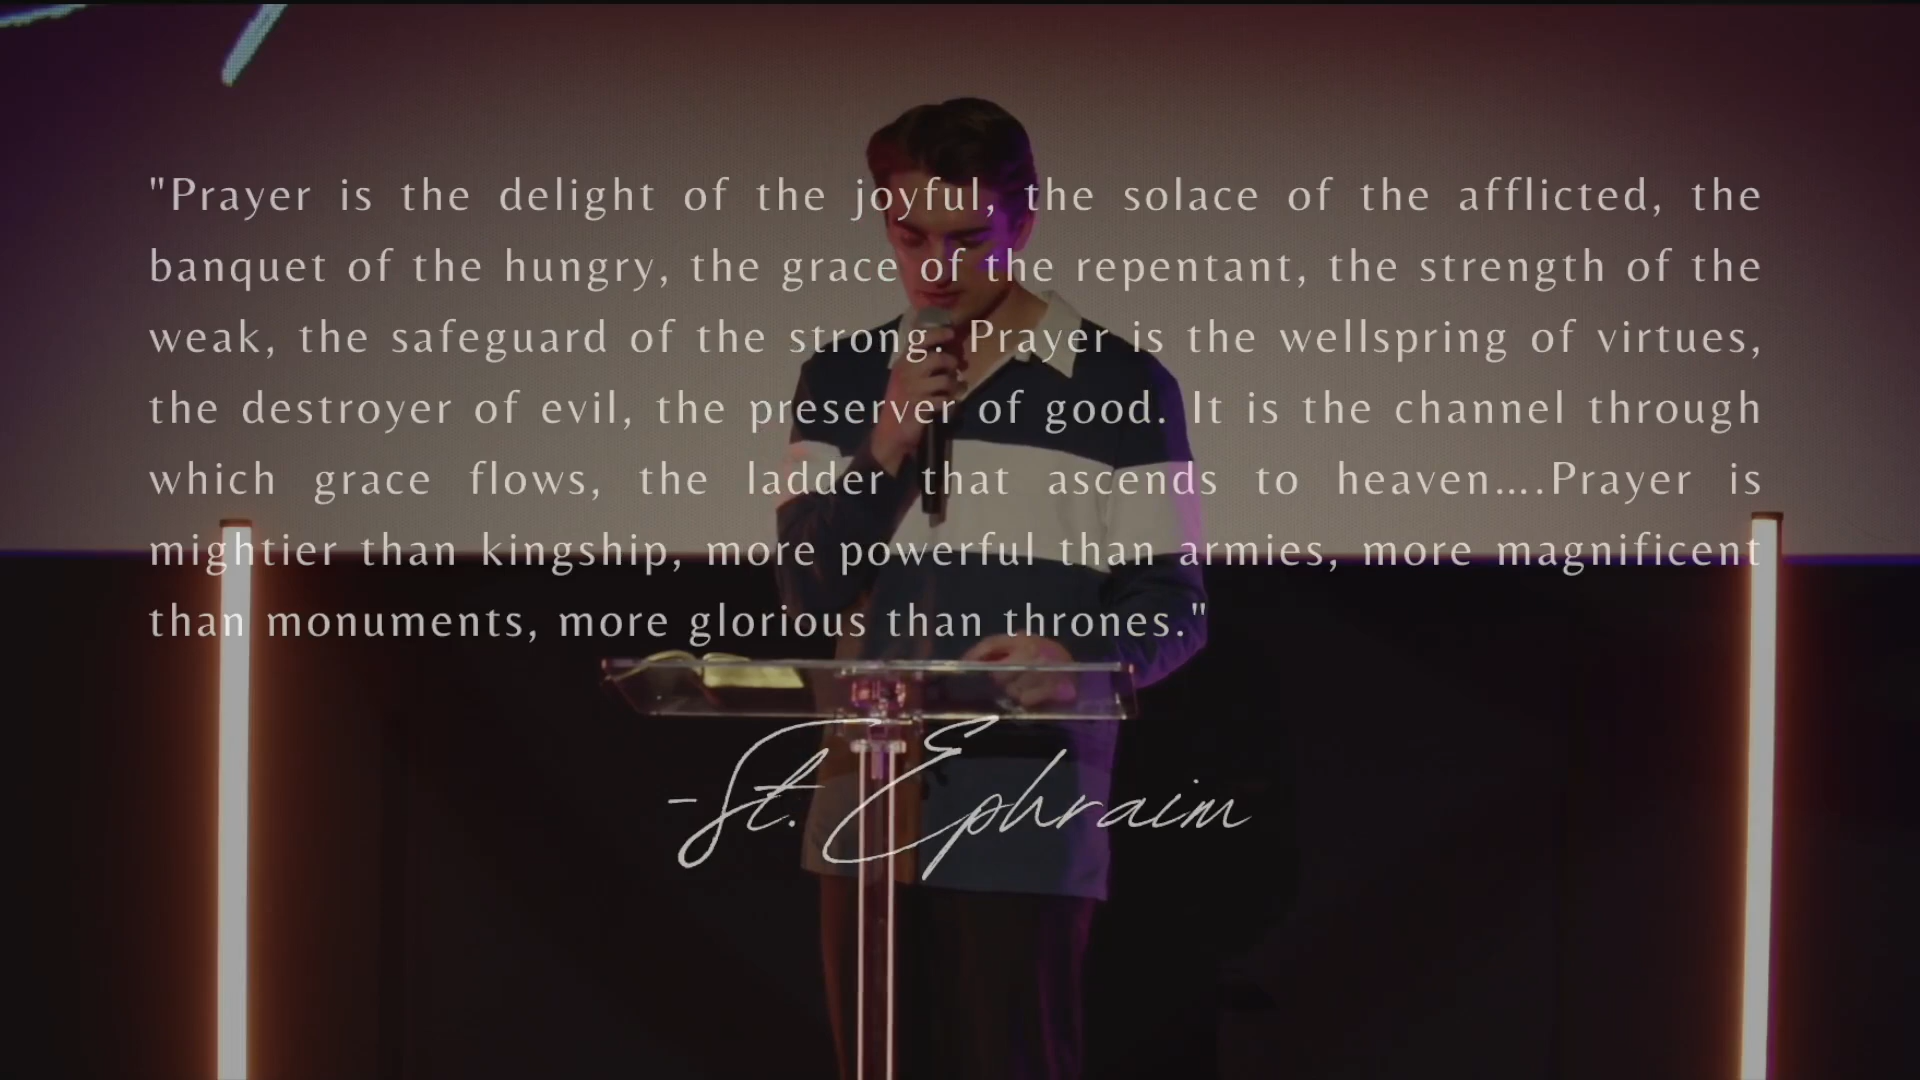 "Prayer is the delight of the joyful, the solace of the afflicted, the
banquet of the hungry, the grace of the repentant, the strength of the
weak, the safeguard of the strong. Prayer is the wellspring of virtues,
the destroyer of evil, the preserver of good. It is the channel through
which grace flows, the ladder that ascends to heaven....Prayer is
mightier than kingship, more powerful than armies, more magnificent
than monuments, more glorious than thrones."
-St. Ephraim